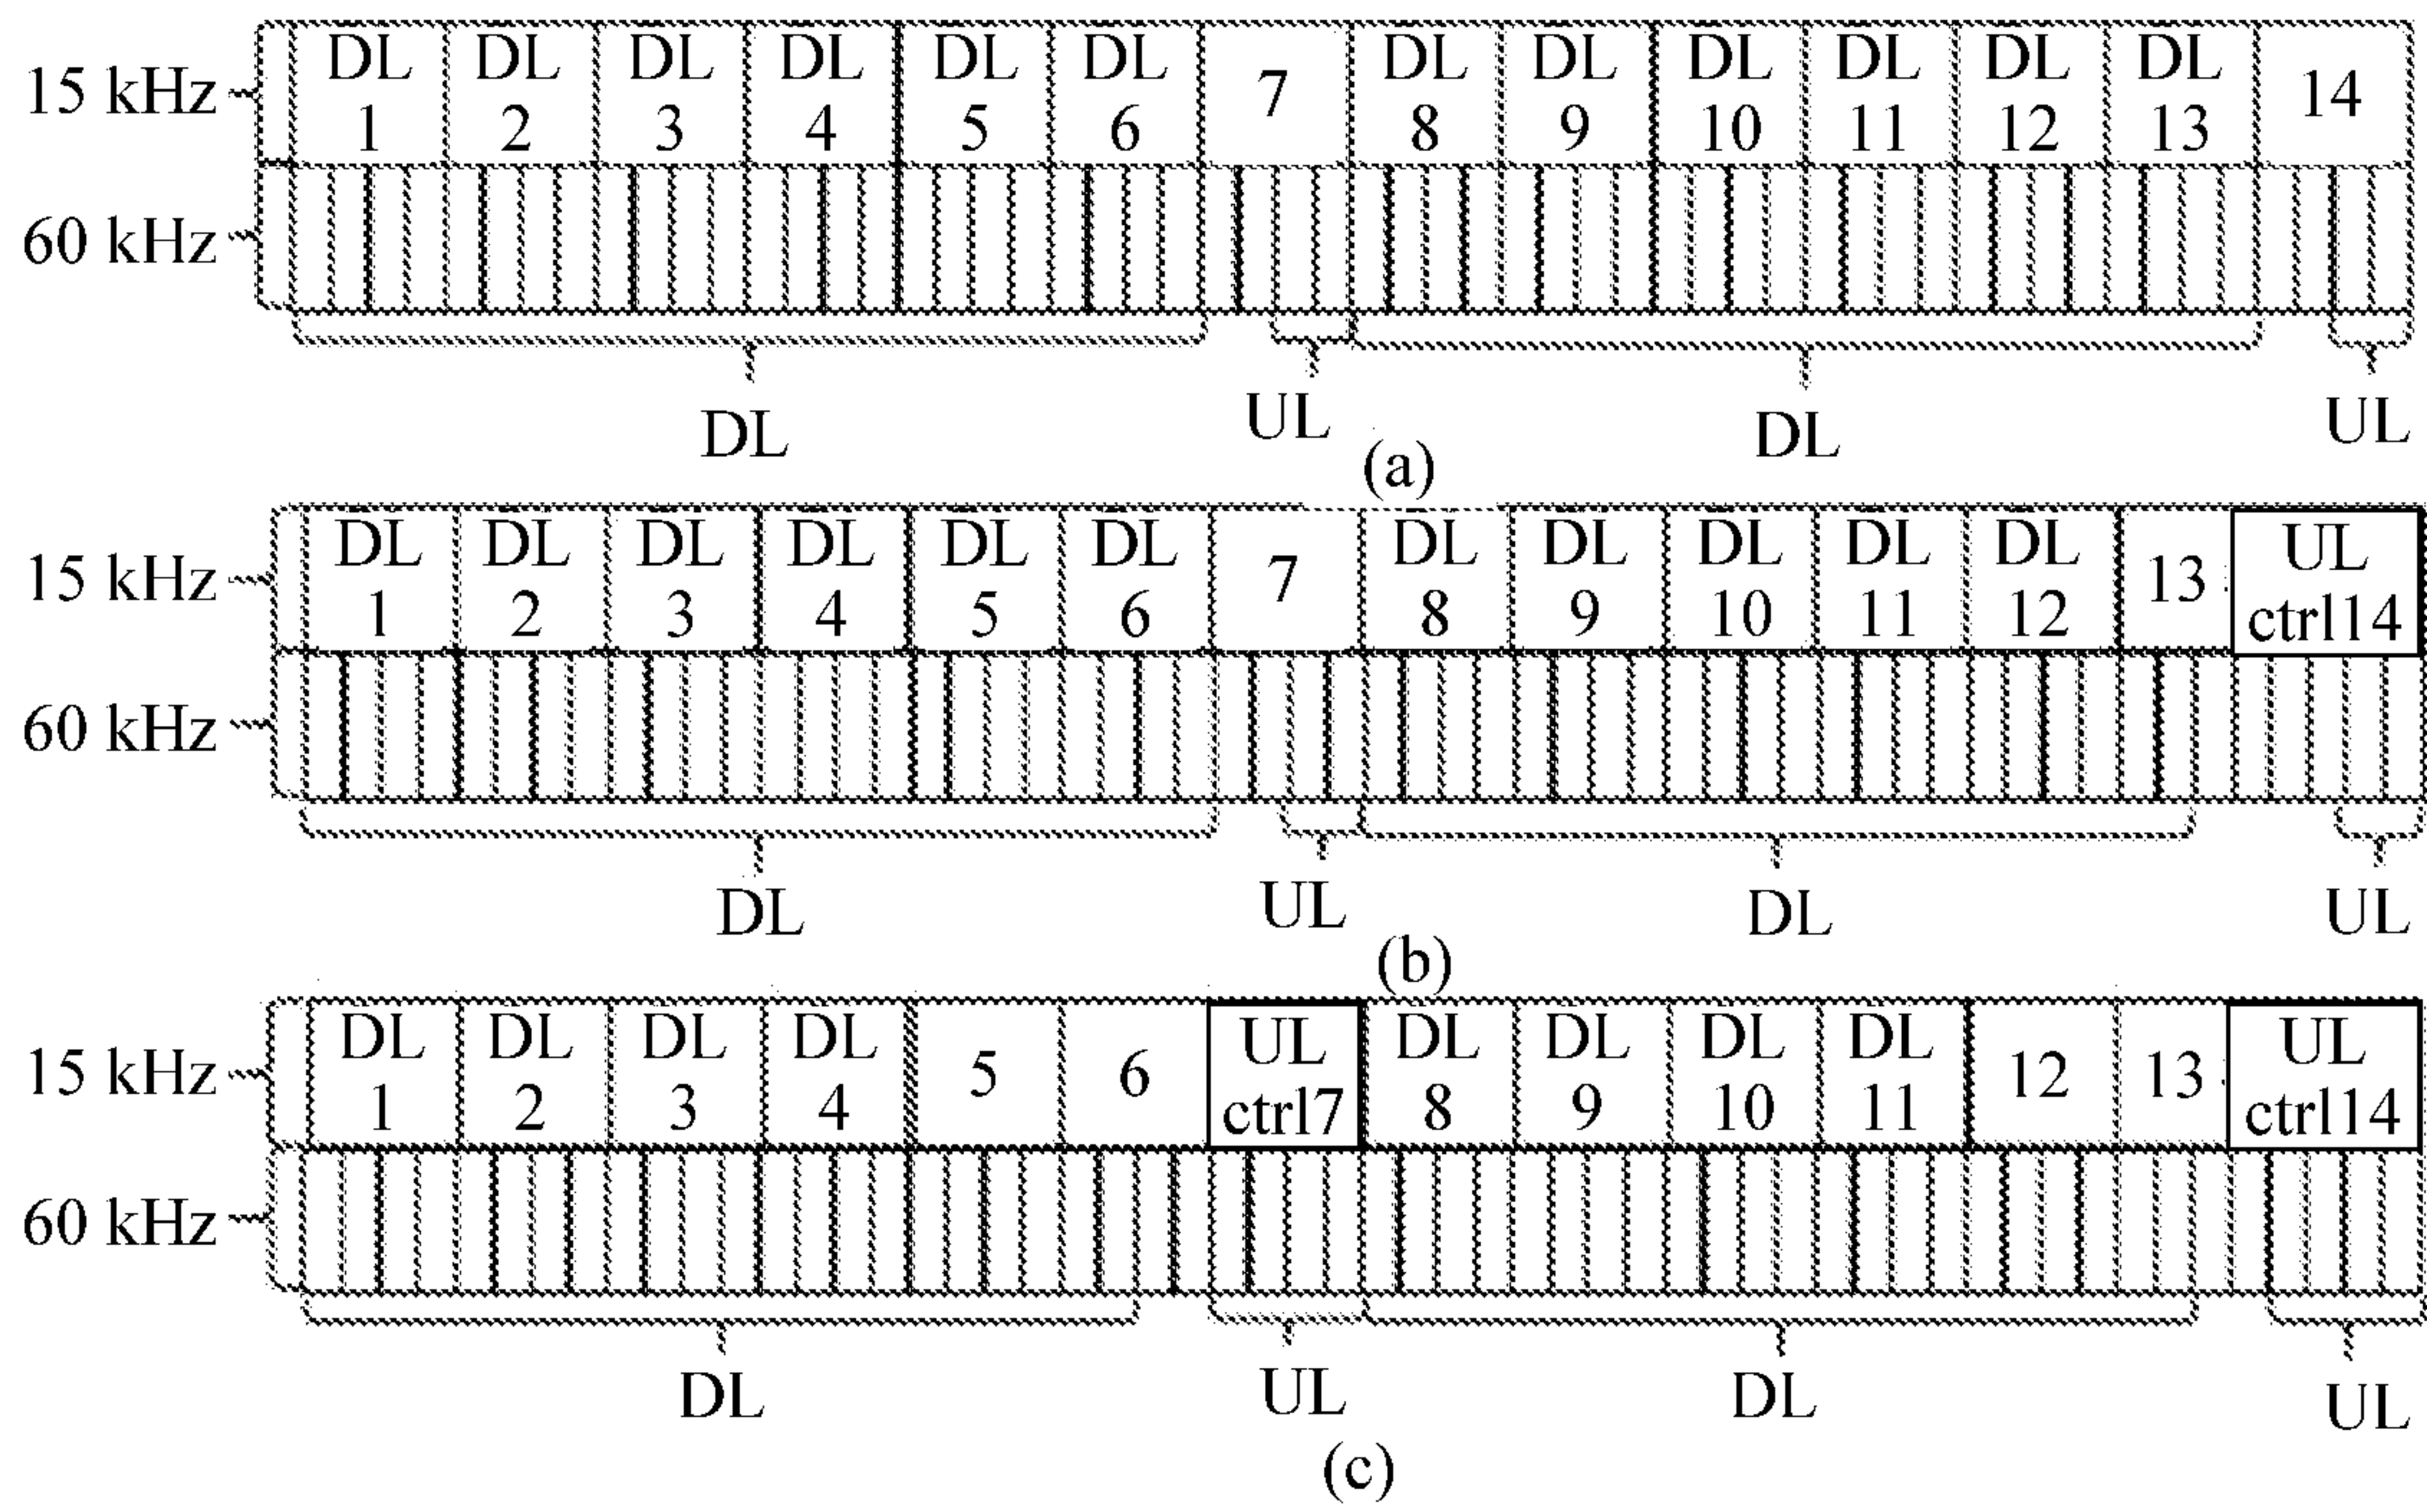 15 kHz
DL 1
DL 2
DL 3
DL 4
DL 5
DL 6
7
DL 8
DL 9
DL 10
DL 11
DL 12
DL 13
14
60 kHz
DL
UL
DL
UL
(a)
15 kHz
DL 1
DL 2
DL 3
DL 4
DL 5
DL 6
7
DL 8
DL 9
DL 10
DL 11
DL 12
13
UL ctrl14
60 kHz
DL
UL
DL
UL
(b)
15 kHz
DL 1
DL 2
DL 3
DL 4
5
6
UL ctrl7
DL 8
DL 9
DL 10
DL 11
12
13
UL ctrl14
60 kHz
DL
UL
DL
UL
(c)